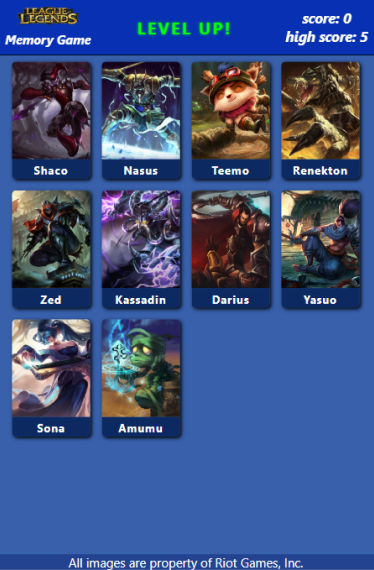 LEAGUE OF
LEGENDS
Memory Game
LEVEL UP!
score: 0
high score: 5
Shaco
Nasus
Teemo
Renekton
Zed
Kassadin
Darius
Yasuo
Sona
Amumu
All images are property of Riot Games, Inc.